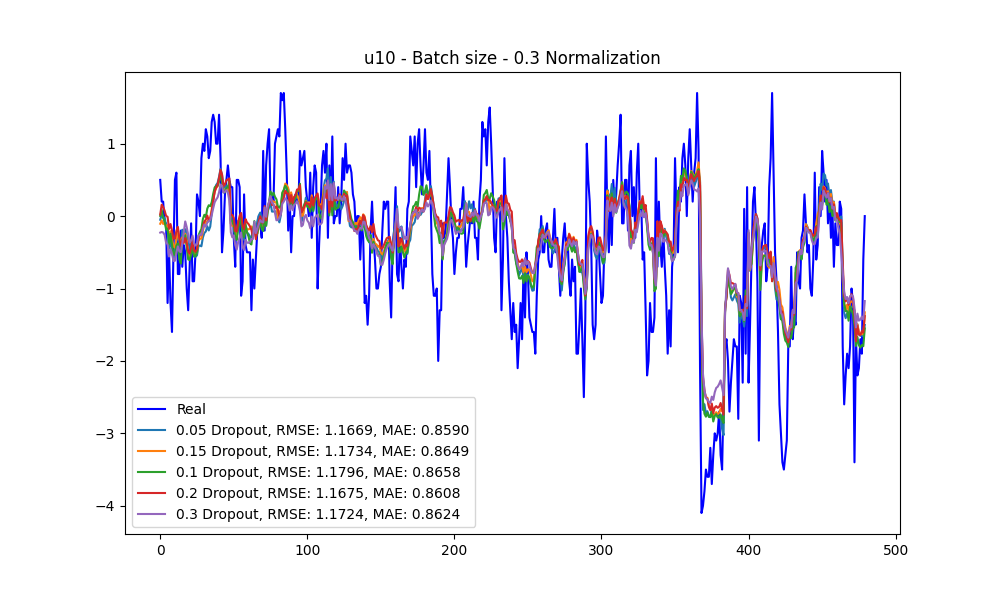 u10 - Batch size - 0.3 Normalization
1
0
−1
−2
−3
−4
Real
0.05 Dropout, RMSE: 1.1669, MAE: 0.8590
0.15 Dropout, RMSE: 1.1734, MAE: 0.8649
0.1 Dropout, RMSE: 1.1796, MAE: 0.8658
0.2 Dropout, RMSE: 1.1675, MAE: 0.8608
0.3 Dropout, RMSE: 1.1724, MAE: 0.8624
0 100 200 300 400 500